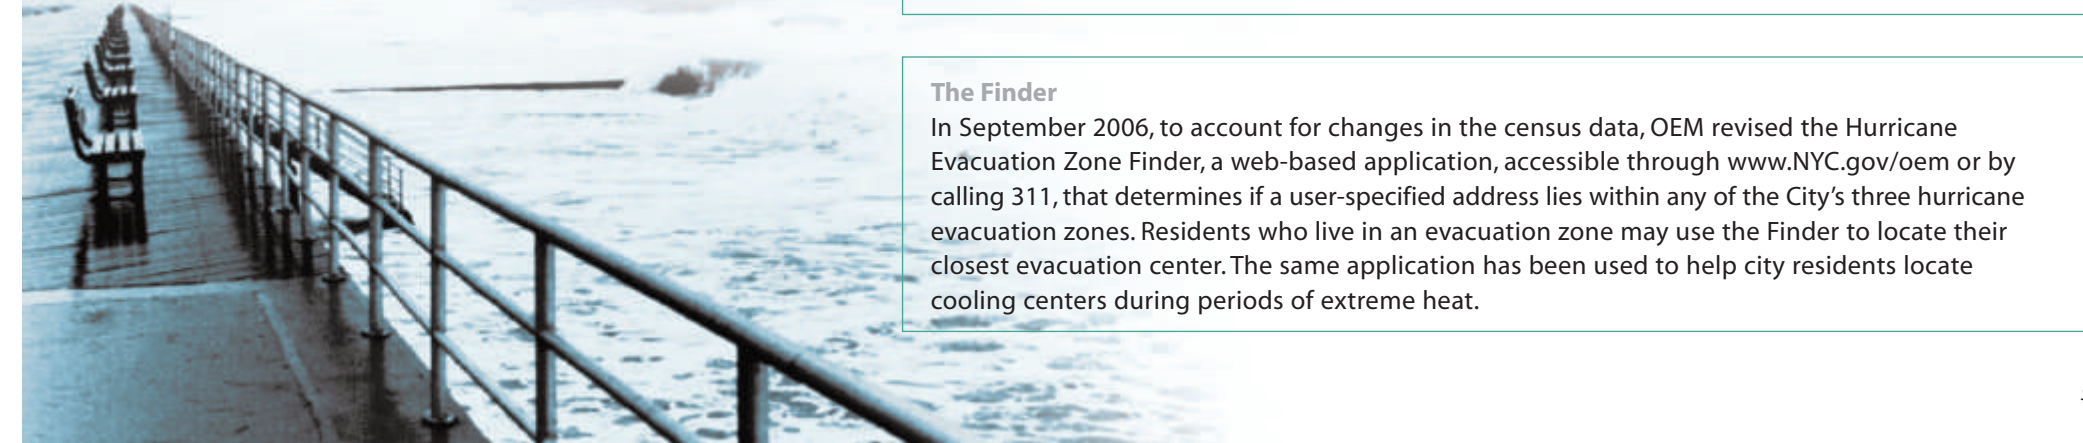 The Finder
In September 2006, to account for changes in the census data, OEM revised the Hurricane
Evacuation Zone Finder, a web-based application, accessible through www.NYC.gov/oem or by
calling 311, that determines if a user-specified address lies within any of the City’s three hurricane
evacuation zones. Residents who live in an evacuation zone may use the Finder to locate their
closest evacuation center. The same application has been used to help city residents locate
cooling centers during periods of extreme heat.